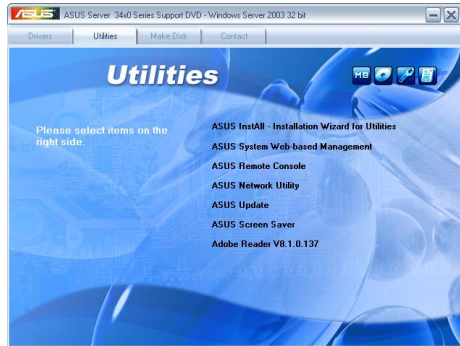 ASUS ASUS Server 34x0 Series Support DVD - Windows Server 2003 32 bit
Drivers Utilities Make Disk Contact
Utilities
MB
Please select items on the
right side.
ASUS InstAll - Installation Wizard for Utilities
ASUS System Web-based Management
ASUS Remote Console
ASUS Network Utility
ASUS Update
ASUS Screen Saver
Adobe Reader V8.1.0.137